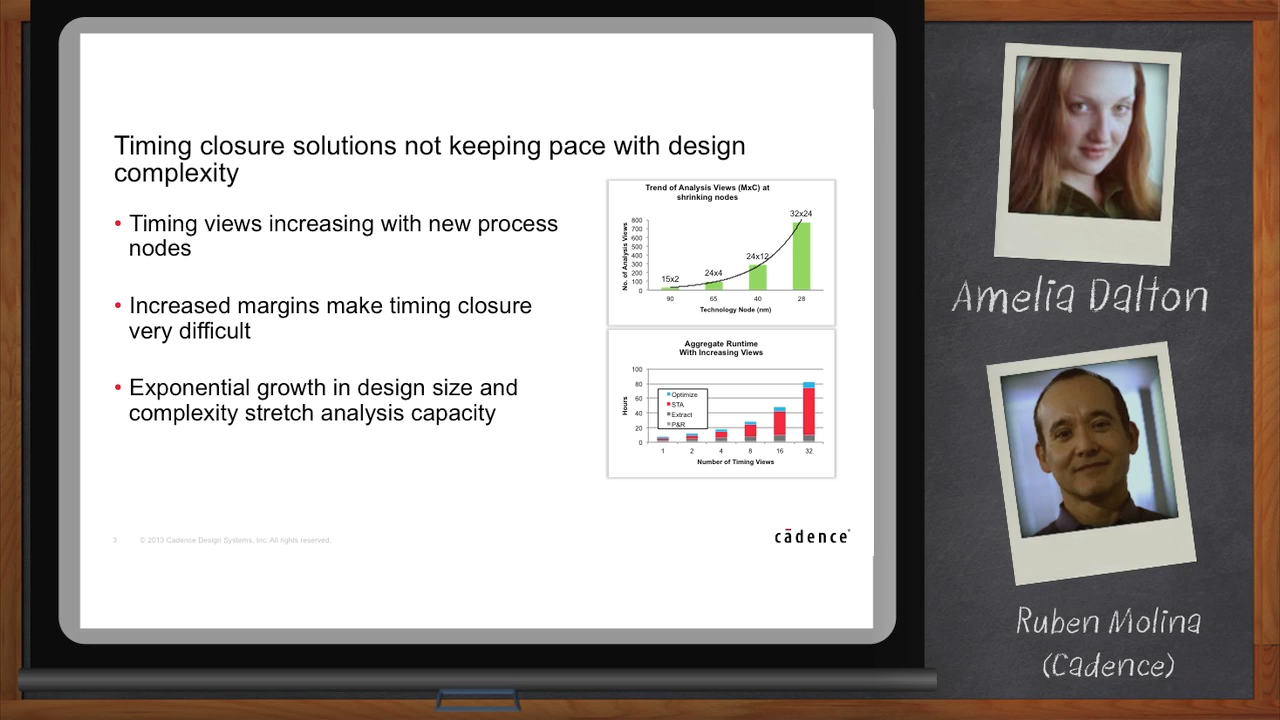 Timing closure solutions not keeping pace with design
complexity
• Timing views increasing with new process
nodes
• Increased margins make timing closure
very difficult
• Exponential growth in design size and
complexity stretch analysis capacity
Trend of Analysis Views (MxC) at
shrinking nodes
No. of Analysis Views
800
700
600
500
400
300
200
100
0
15x2
24x4
24x12
32x24
90 65 40 28
Technology Node (nm)
Aggregate Runtime
With Increasing Views
Hours
100
80
60
40
20
0
Optimize
STA
Extract
P&R
1 2 4 8 16 32
Number of Timing Views
3 © 2013 Cadence Design Systems, Inc. All rights reserved.
cādence®
Amelia Dalton
Ruben Molina
(Cadence)